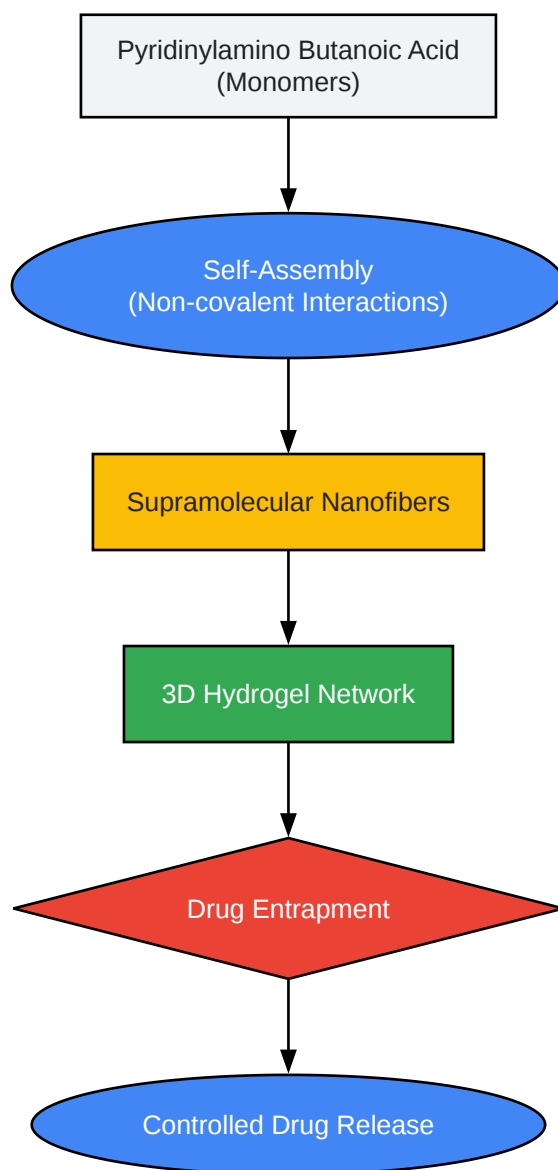 Pyridinylamino Butanoic Acid
(Monomers)
Self-Assembly
(Non-covalent Interactions)
Supramolecular Nanofibers
3D Hydrogel Network
Drug Entrapment
Controlled Drug Release